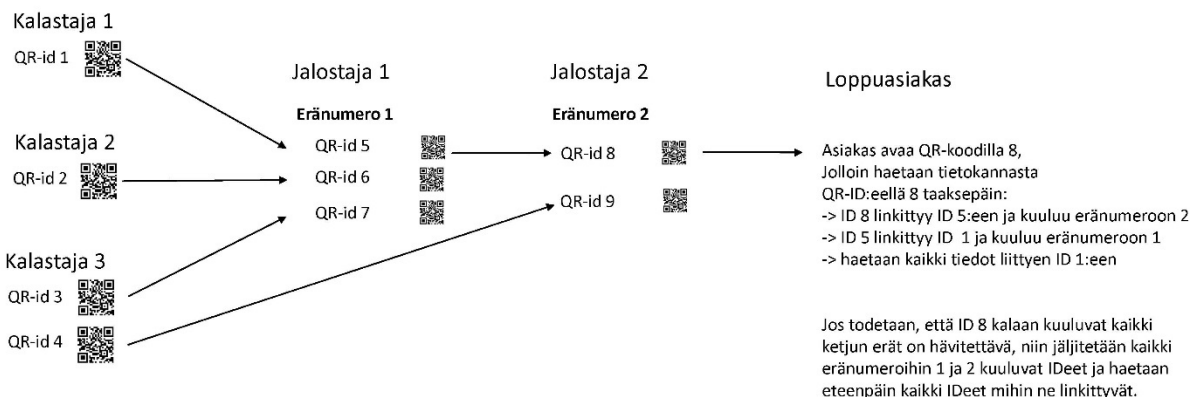 Kalastaja 1
QR-id 1
Kalastaja 2
QR-id 2
Kalastaja 3
QR-id 3
QR-id 4
Jalostaja 1
Eränumero 1
QR-id 5
QR-id 6
QR-id 7
Jalostaja 2
Eränumero 2
QR-id 8
QR-id 9
Loppuasiakas
Asiakas avaa QR-koodilla 8,
Jolloin haetaan tietokannasta
QR-ID:eellä 8 taaksepäin:
-> ID 8 linkittyy ID 5:een ja kuuluu eränumeroon 2
-> ID 5 linkittyy ID 1 ja kuuluu eränumeroon 1
-> haetaan kaikki tiedot liittyen ID 1:een
Jos todetaan, että ID 8 kalaan kuuluvat kaikki
ketjun erät on hävitettävä, niin jäljitetään kaikki
eränumeroihin 1 ja 2 kuuluvat IDeet ja haetaan
eteenpäin kaikki IDeet mihin ne linkittyvät.